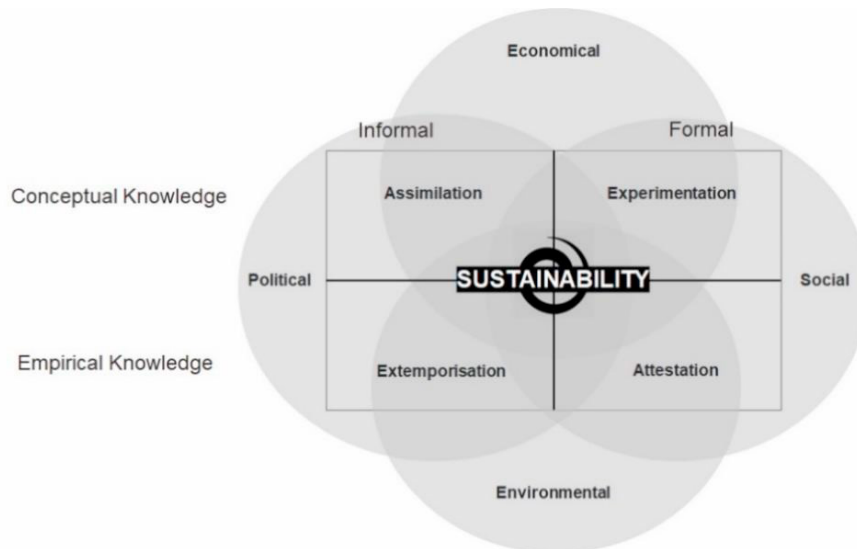 Economical
Informal
Formal
Conceptual Knowledge
Assimilation
Experimentation
Political
SUSTAINABILITY
Social
Empirical Knowledge
Extemporisation
Attestation
Environmental